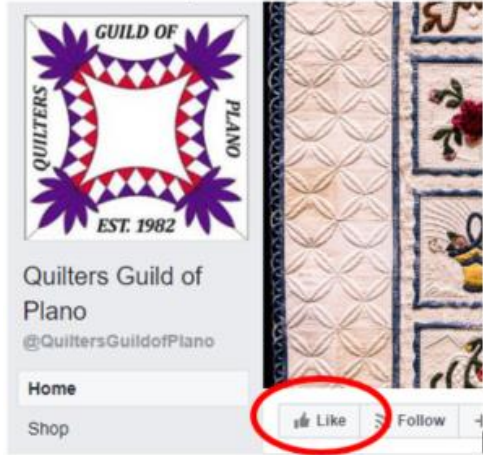 GUILD OF
QUILTERS
PLANO
EST. 1982
Quilters Guild of
Plano
@QuiltersGuildofPlano
Home
Shop
Like
Follow